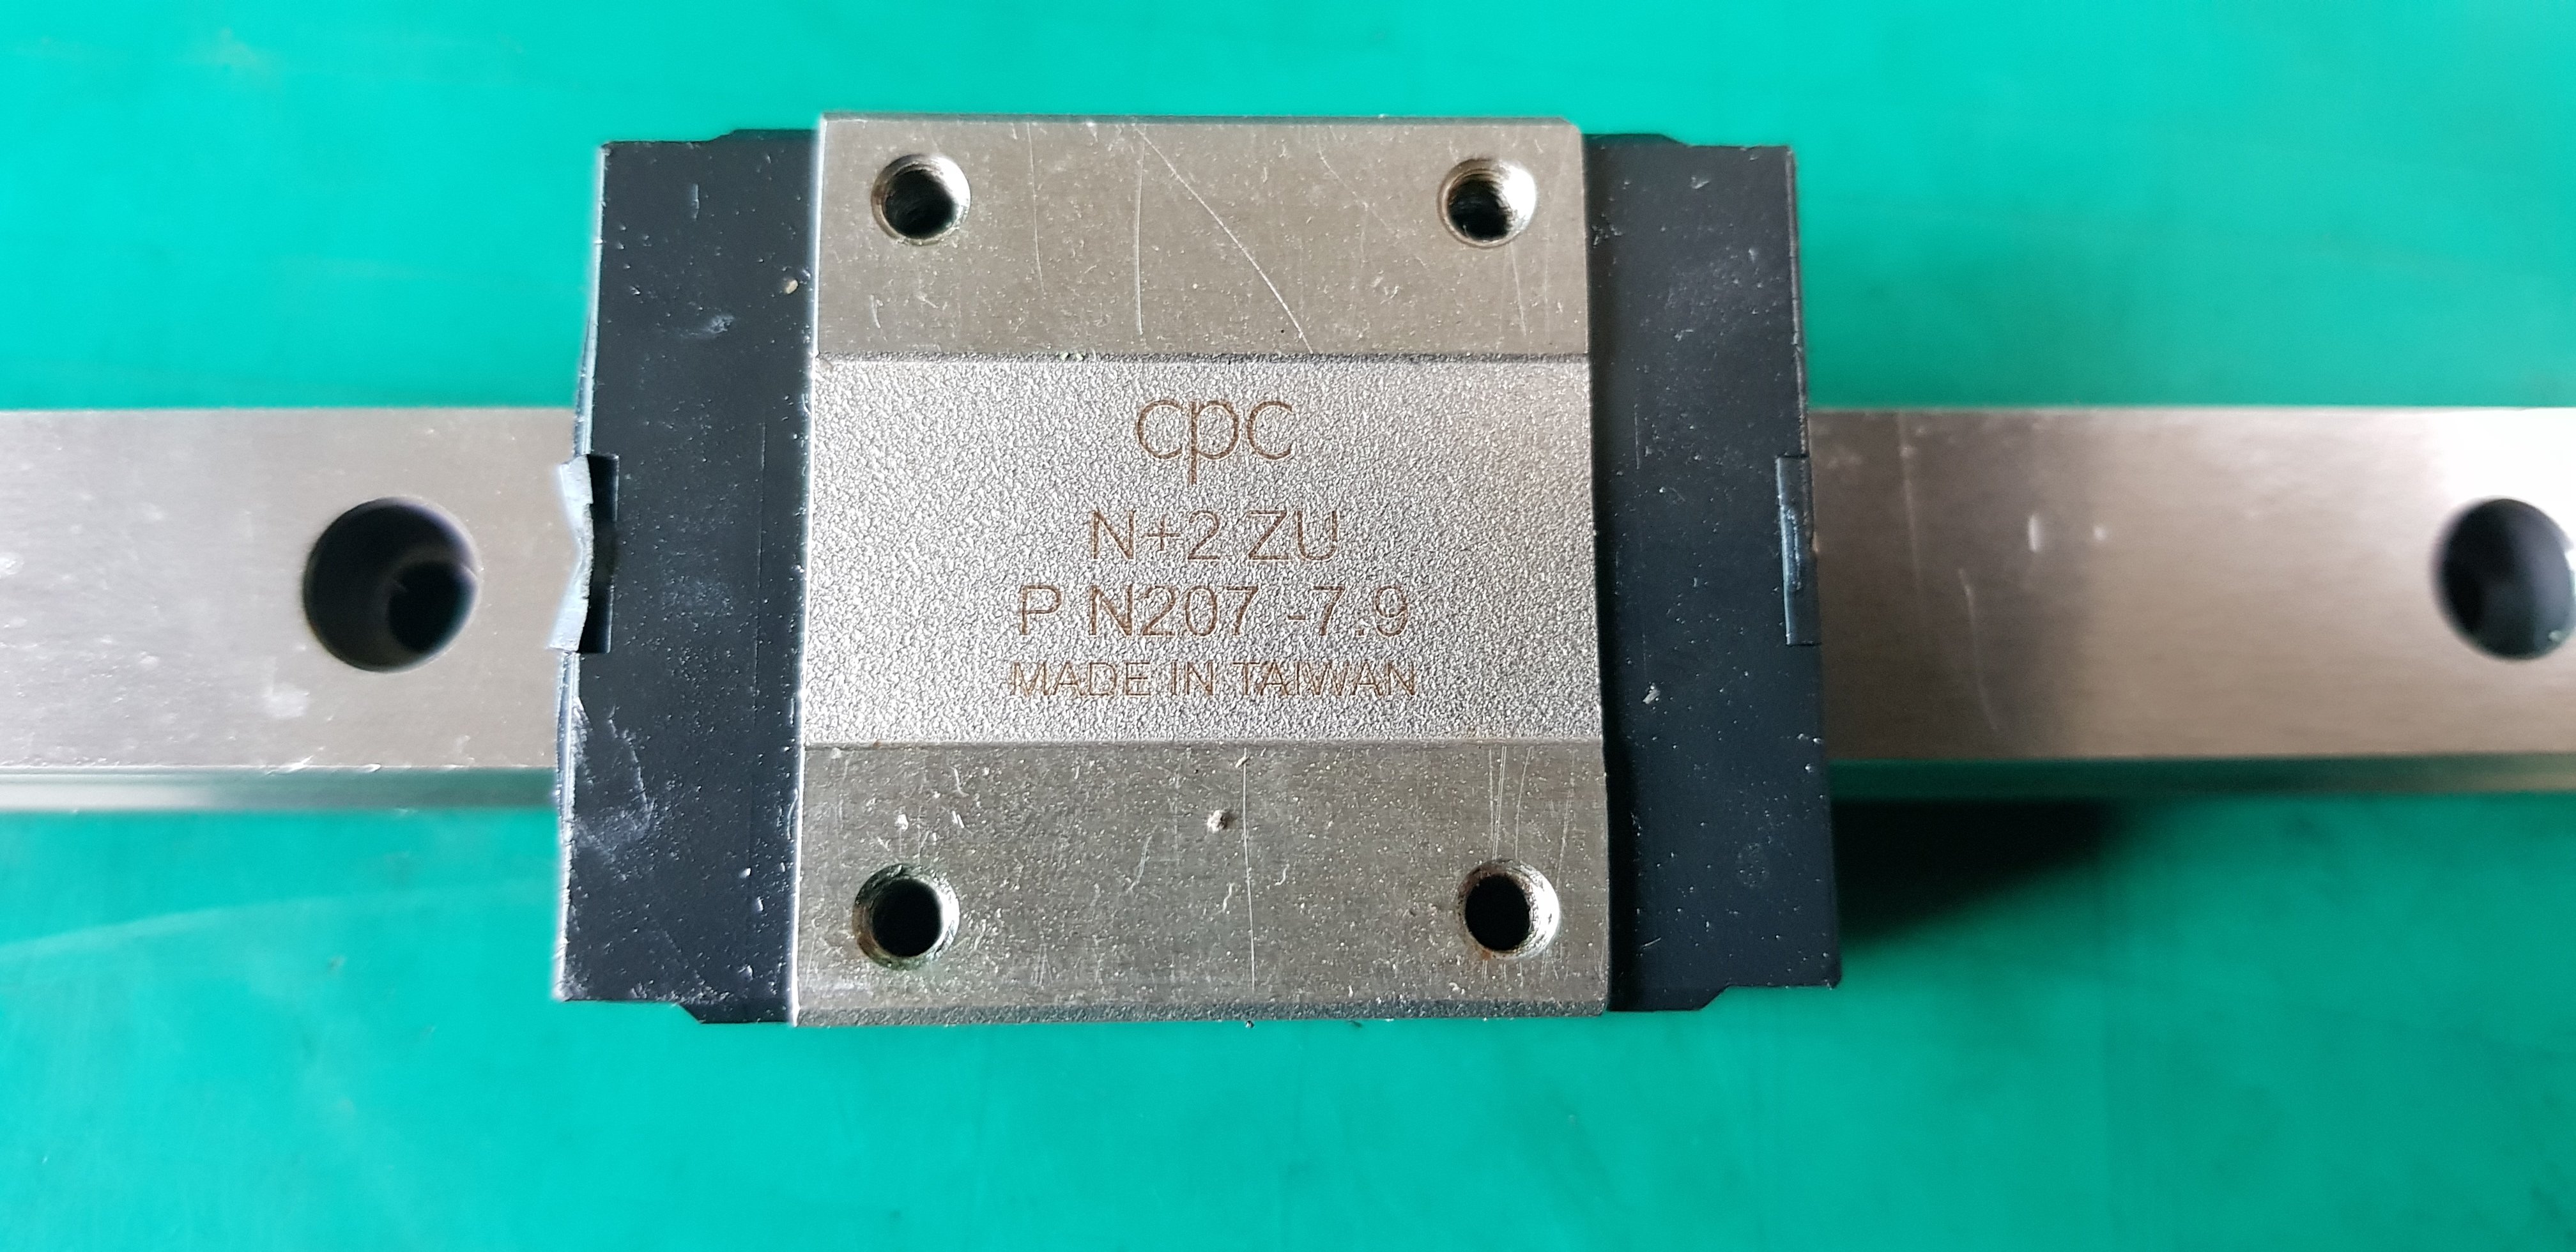 cpc
N+2 ZU
P N207 -7.9
MADE IN TAIWAN